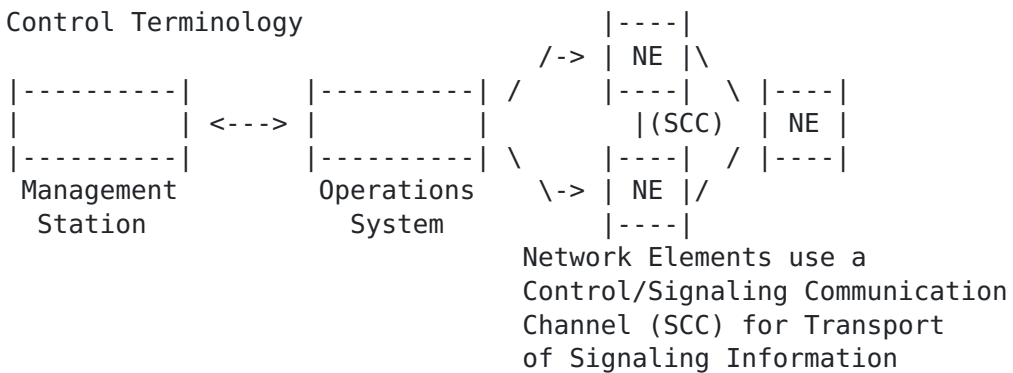 Control Terminology                    |----|
                                   /-> | NE |\
|----------|        |----------| /     |----|  \ |----|
|          | <---> |          |         |(SCC)  | NE |
|----------|        |----------| \     |----|  / |----|
 Management          Operations    \-> | NE |/
  Station              System          |----|
                                 Network Elements use a
                                 Control/Signaling Communication
                                 Channel (SCC) for Transport
                                 of Signaling Information